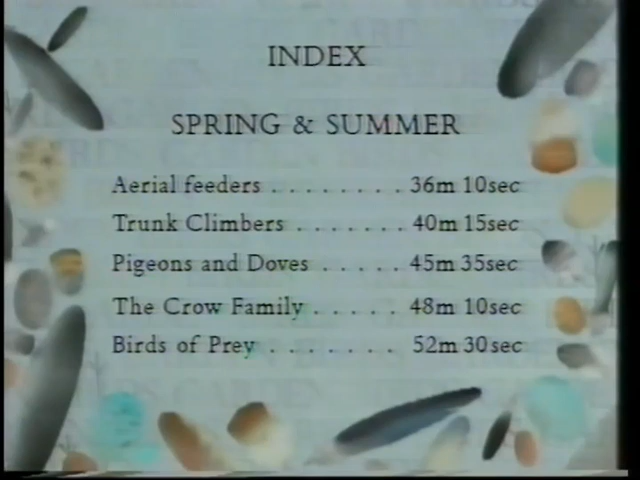 INDEX
SPRING & SUMMER
Aerial feeders . . . . . . . . 36m 10sec
Trunk Climbers . . . . . . . 40m 15sec
Pigeons and Doves . . . . . 45m 35sec
The Crow Family . . . . . 48m 10sec
Birds of Prey . . . . . . . 52m 30sec